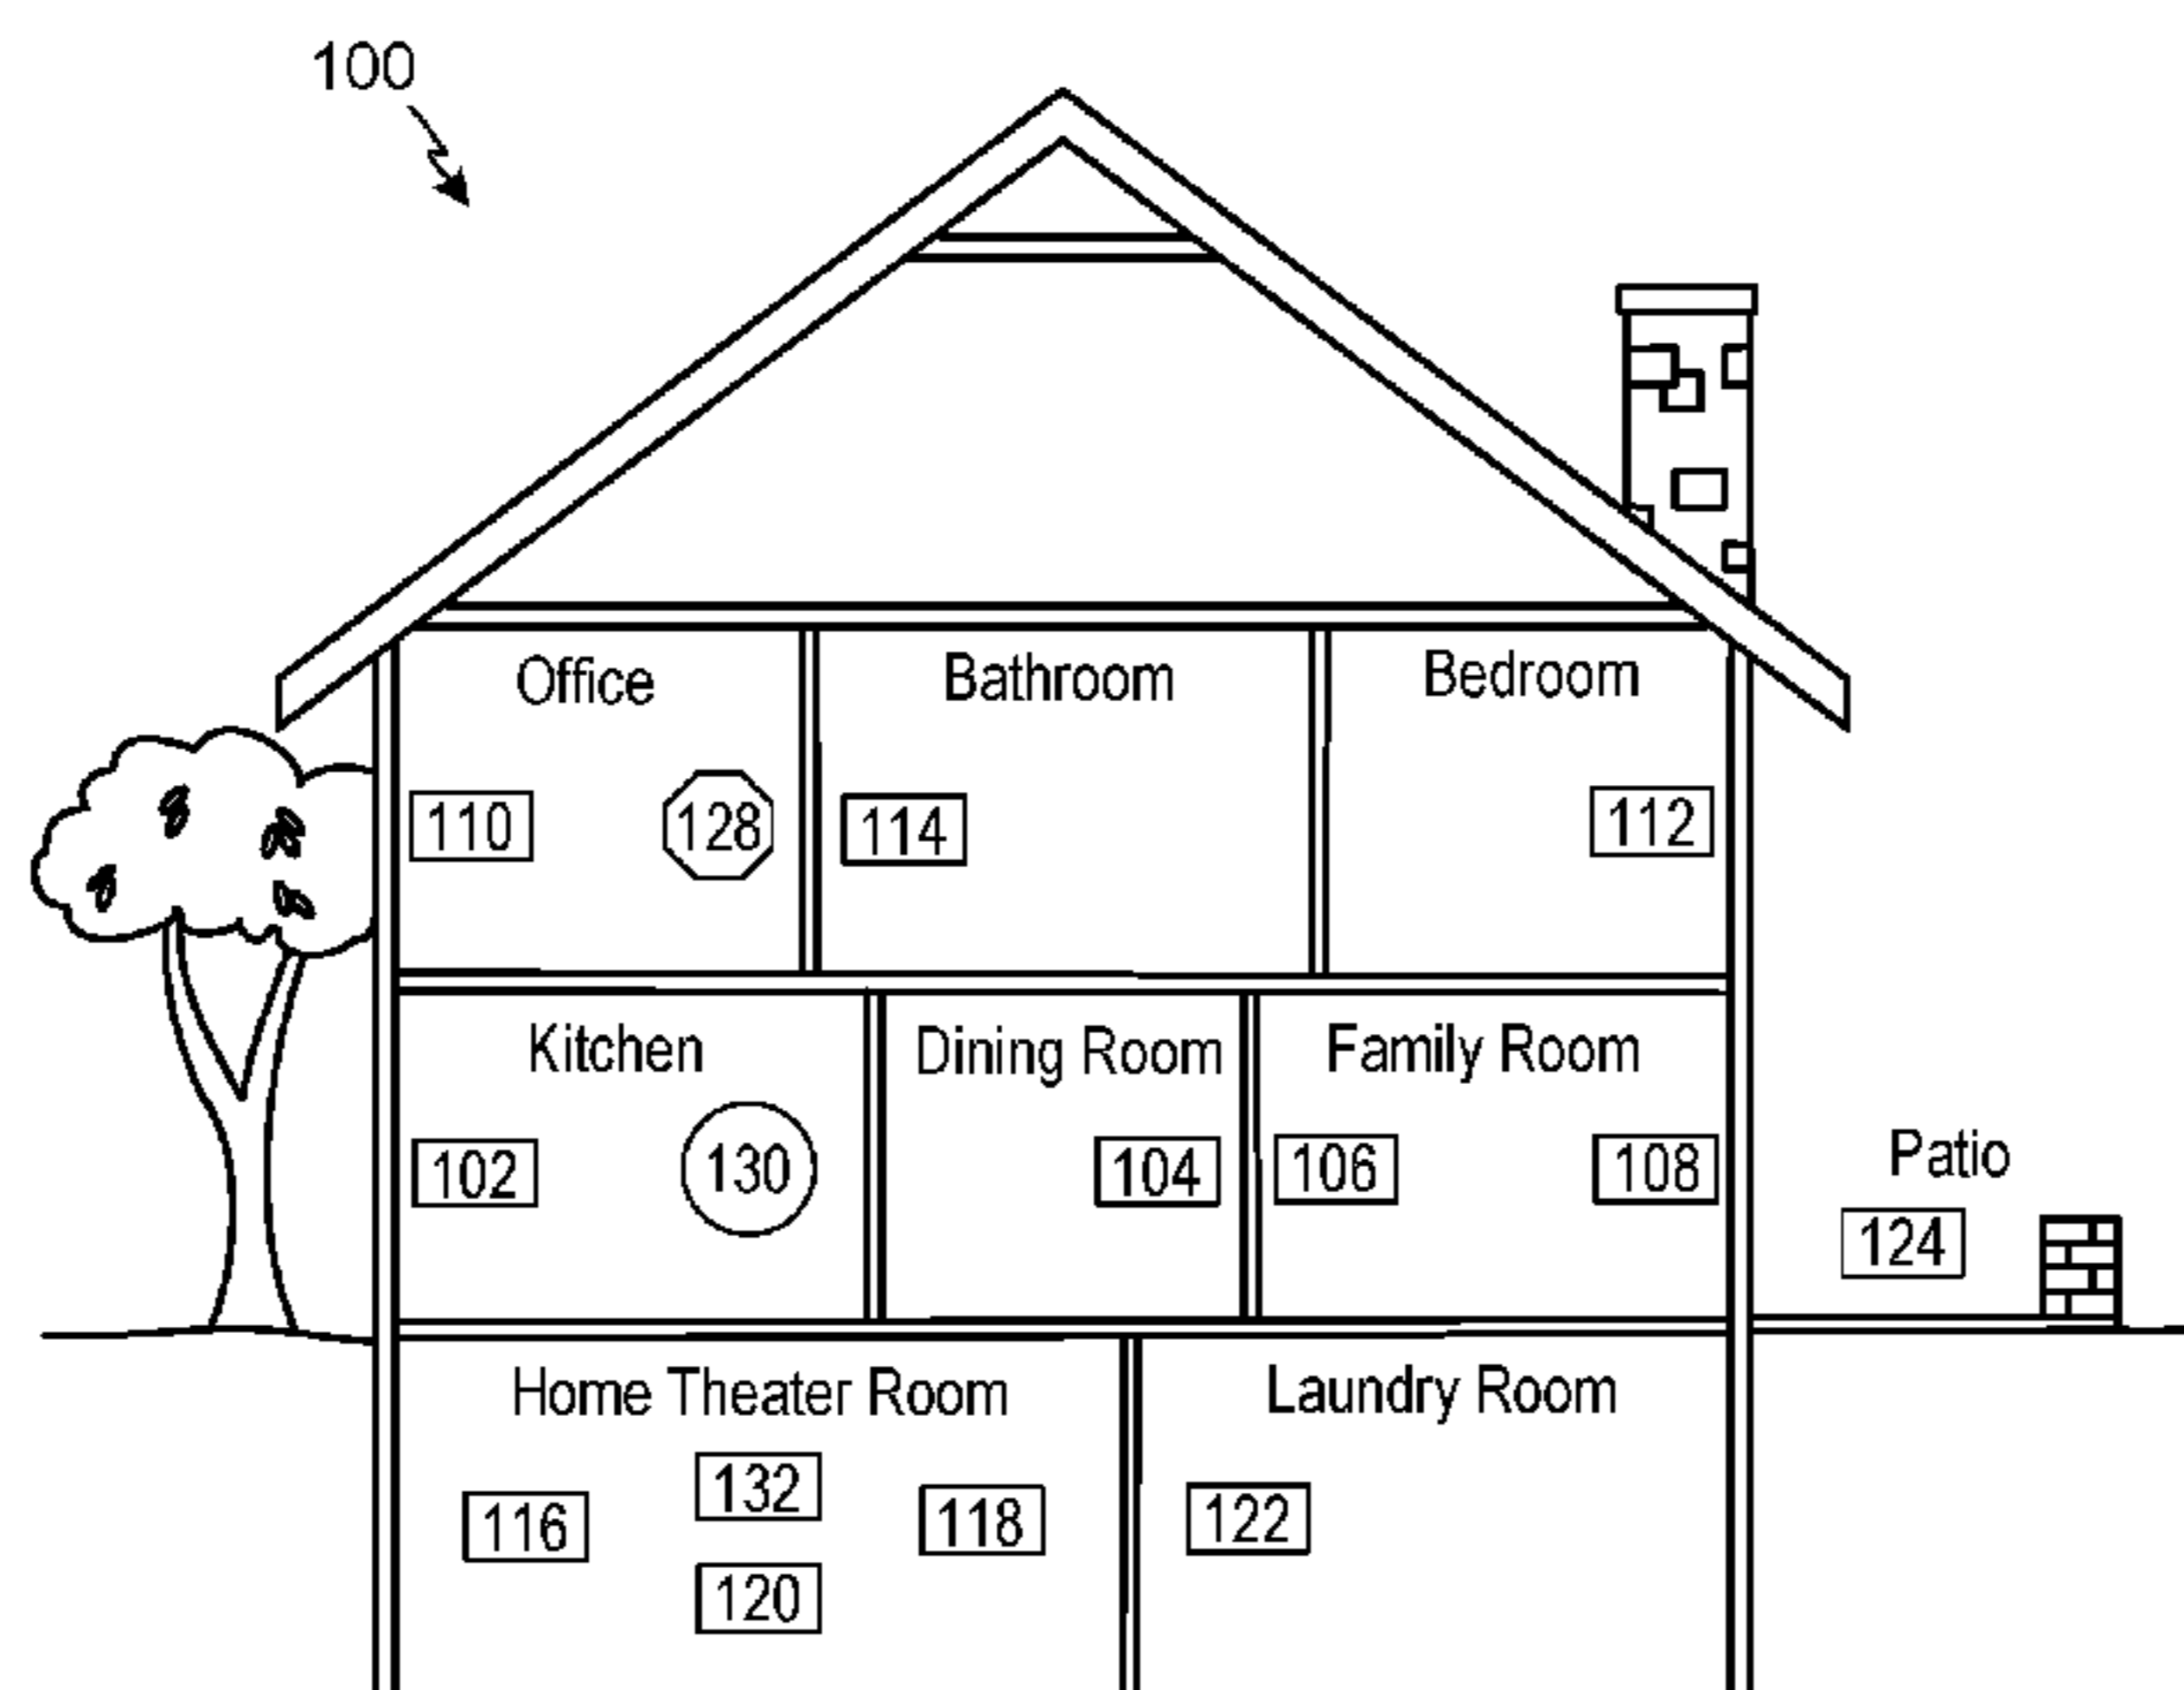 100
Office
Bathroom
Bedroom
110
128
114
112
Kitchen
Dining Room
Family Room
102
130
104
106
108
Patio
124
Home Theater Room
Laundry Room
116
132
118
120
122